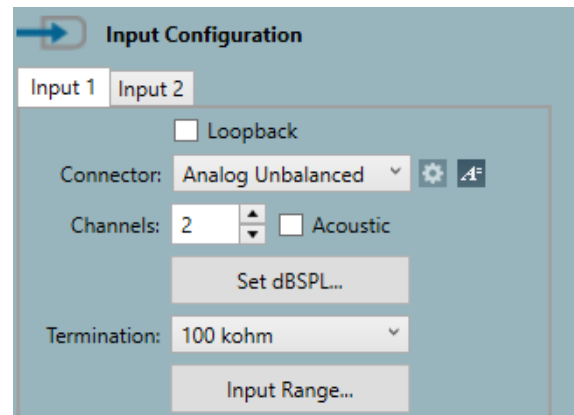 Input Configuration
Input 1 Input 2
Loopback
Connector: Analog Unbalanced
Channels: 2 Acoustic
Set dBSPL...
Termination: 100 kohm
Input Range...